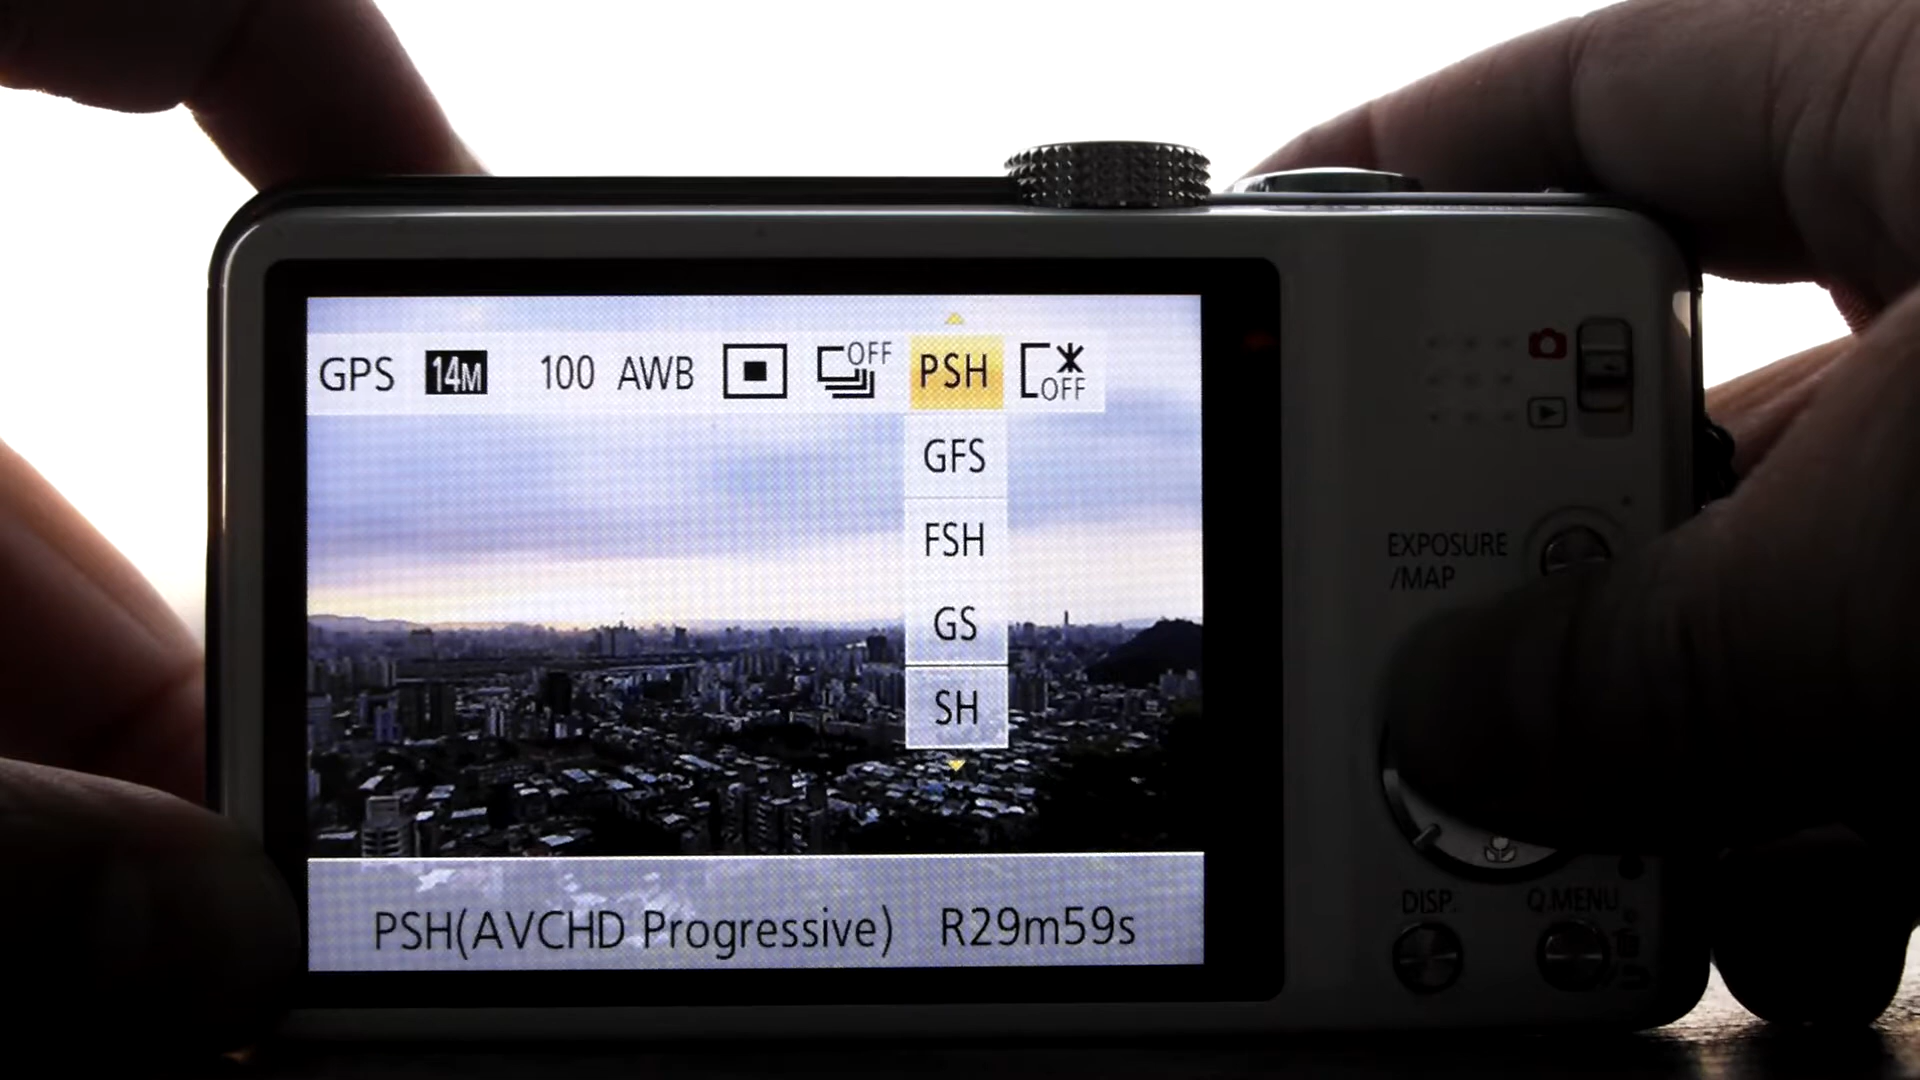 GPS 14M 100 AWB OFF PSH OFF
GFS
FSH
GS
SH
PSH(AVCHD Progressive) R29m59s
EXPOSURE
/MAP
DISP. Q.MENU